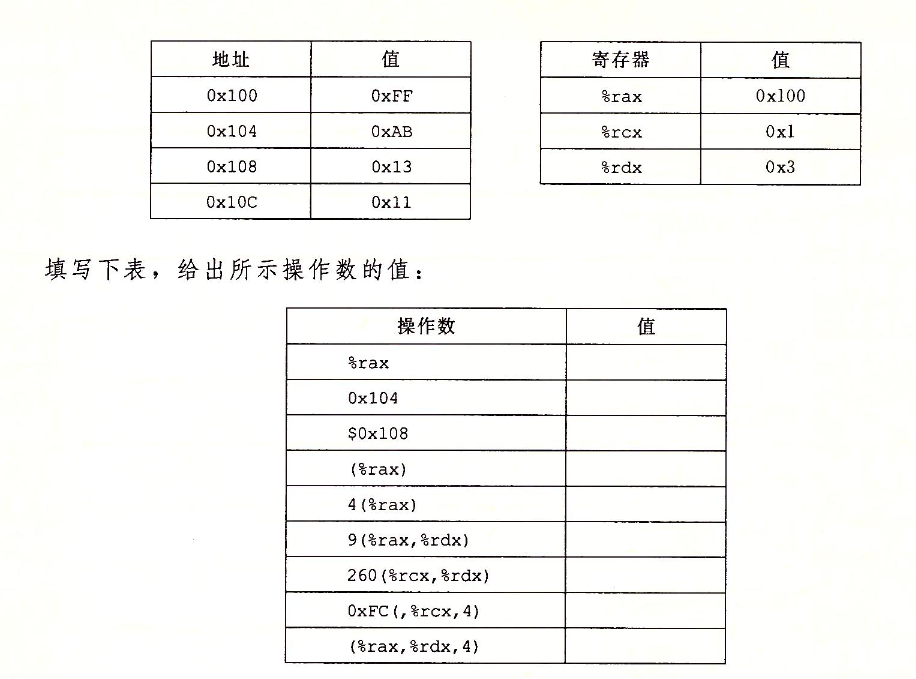 地址 值
0x100 0xFF
0x104 0xAB
0x108 0x13
0x10C 0x11
寄存器 值
%rax 0x100
%rcx 0x1
%rdx 0x3
填写下表，给出所示操作数的值：
操作数 值
%rax
0x104
$0x108
(%rax)
4(%rax)
9(%rax,%rdx)
260(%rcx,%rdx)
0xFC(,%rcx,4)
(%rax,%rdx,4)